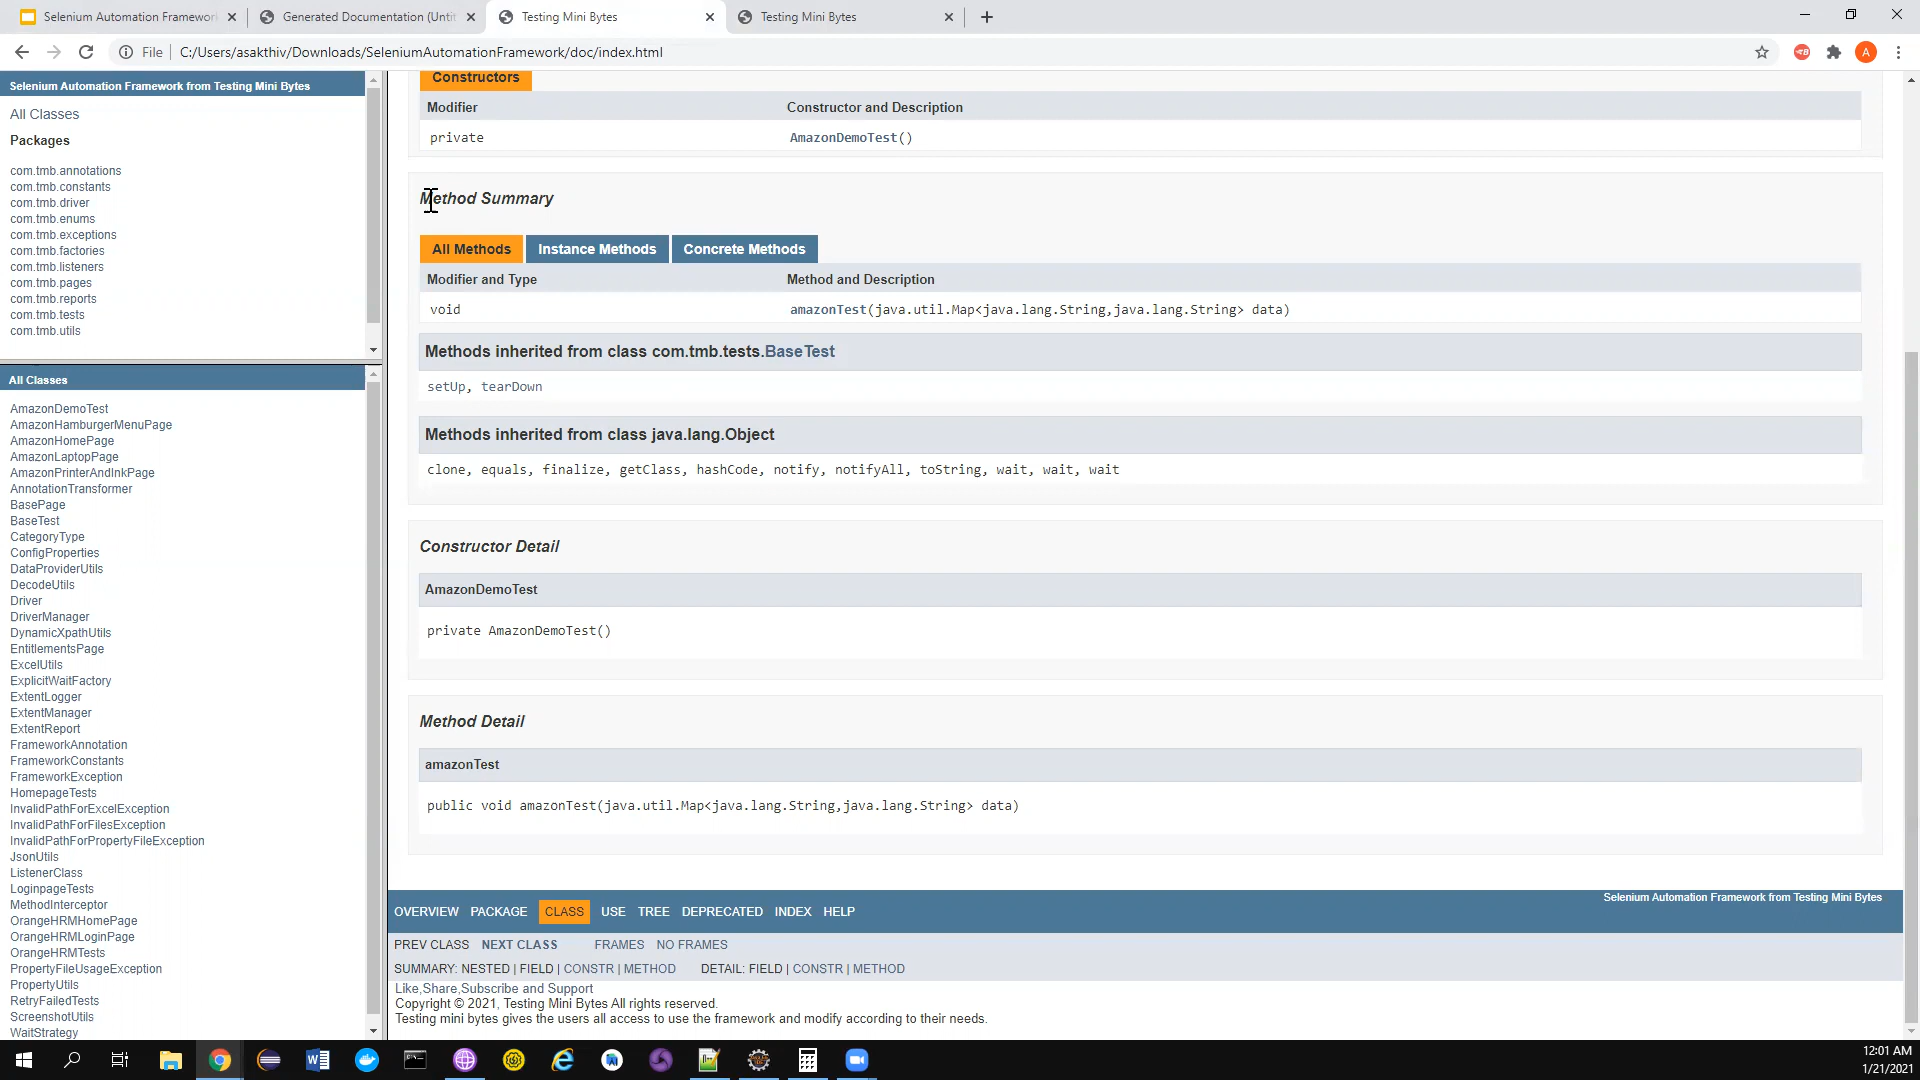 Selenium Automation Framework
Generated Documentation (Untit
Testing Mini Bytes
Testing Mini Bytes
File
C:/Users/asakthiv/Downloads/SeleniumAutomationFramework/doc/index.html
A
Selenium Automation Framework from Testing Mini Bytes
All Classes
Packages
com.tmb.annotations
com.tmb.constants
com.tmb.driver
com.tmb.enums
com.tmb.exceptions
com.tmb.factories
com.tmb.listeners
com.tmb.pages
com.tmb.reports
com.tmb.tests
com.tmb.utils
All Classes
AmazonDemoTest
AmazonHamburgerMenuPage
AmazonHomePage
AmazonLaptopPage
AmazonPrinterAndInkPage
AnnotationTransformer
BasePage
BaseTest
CategoryType
ConfigProperties
DataProviderUtils
DecodeUtils
Driver
DriverManager
DynamicXpathUtils
EntitlementsPage
ExcelUtils
ExplicitWaitFactory
ExtentLogger
ExtentManager
ExtentReport
FrameworkAnnotation
FrameworkConstants
FrameworkException
HomepageTests
InvalidPathForExcelException
InvalidPathForFilesException
InvalidPathForPropertyFileException
JsonUtils
ListenerClass
LoginpageTests
MethodInterceptor
OrangeHRMHomePage
OrangeHRMLoginPage
OrangeHRMTests
PropertyFileUsageException
PropertyUtils
RetryFailedTests
ScreenshotUtils
WaitStrategy
Constructors
Modifier Constructor and Description
private AmazonDemoTest()
Method Summary
All Methods Instance Methods Concrete Methods
Modifier and Type Method and Description
void amazonTest(java.util.Map<java.lang.String,java.lang.String> data)
Methods inherited from class com.tmb.tests.BaseTest
setUp, tearDown
Methods inherited from class java.lang.Object
clone, equals, finalize, getClass, hashCode, notify, notifyAll, toString, wait, wait, wait
Constructor Detail
AmazonDemoTest
private AmazonDemoTest()
Method Detail
amazonTest
public void amazonTest(java.util.Map<java.lang.String,java.lang.String> data)
OVERVIEW PACKAGE CLASS USE TREE DEPRECATED INDEX HELP
Selenium Automation Framework from Testing Mini Bytes
PREV CLASS NEXT CLASS FRAMES NO FRAMES
SUMMARY: NESTED | FIELD | CONSTR | METHOD DETAIL: FIELD | CONSTR | METHOD
Like,Share,Subscribe and Support
Copyright © 2021, Testing Mini Bytes All rights reserved.
Testing mini bytes gives the users all access to use the framework and modify according to their needs.
12:01 AM
1/21/2021